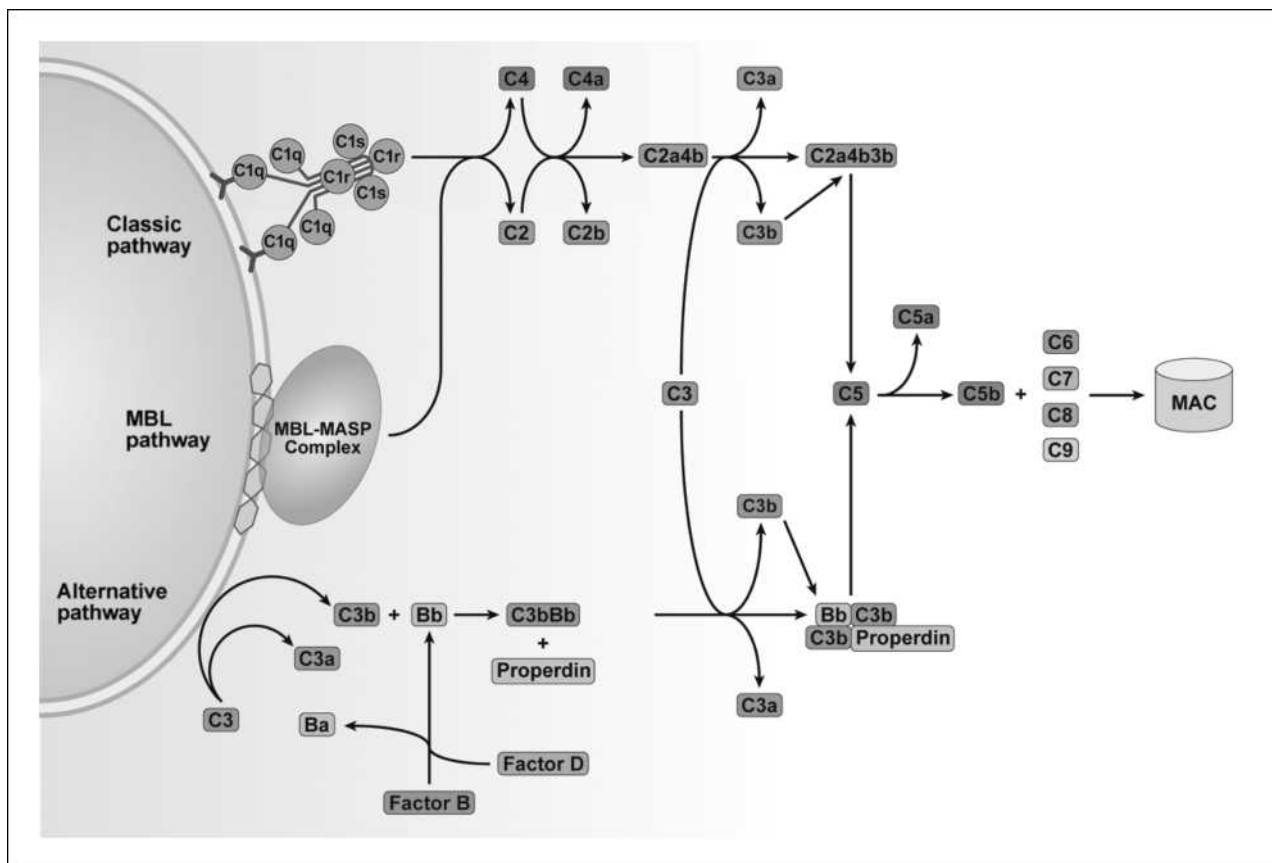 C4
C4a
C3a
C1s
C1q
C1r
C1q
C1r
C1s
C2a4b
C2a4b3b
Classic
pathway
C1q
C1q
C2
C2b
C3b
C5a
C6
C3
C5
C5b
+
C7
MAC
C8
C9
MBL
pathway
MBL-MASP
Complex
C3b
Alternative
pathway
C3b
+
Bb
C3bBb
+
Properdin
Bb
C3b
C3b
Properdin
C3a
C3
Ba
C3a
Factor D
Factor B